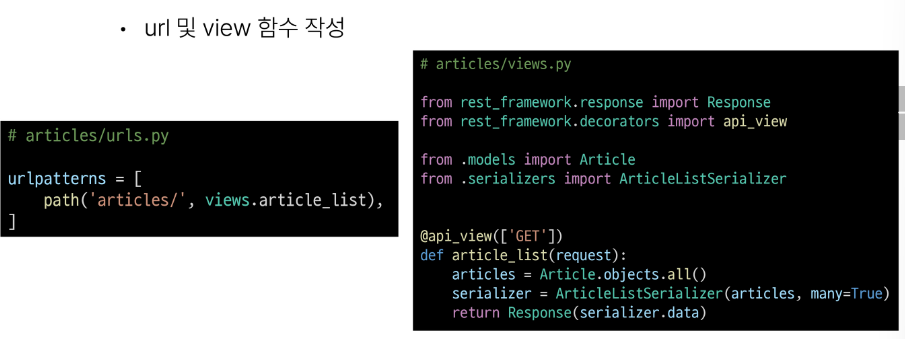 • url 및 view 함수 작성
# articles/urls.py
urlpatterns = [
    path('articles/', views.article_list),
]
# articles/views.py
from rest_framework.response import Response
from rest_framework.decorators import api_view
from .models import Article
from .serializers import ArticleListSerializer
@api_view(['GET'])
def article_list(request):
    articles = Article.objects.all()
    serializer = ArticleListSerializer(articles, many=True)
    return Response(serializer.data)